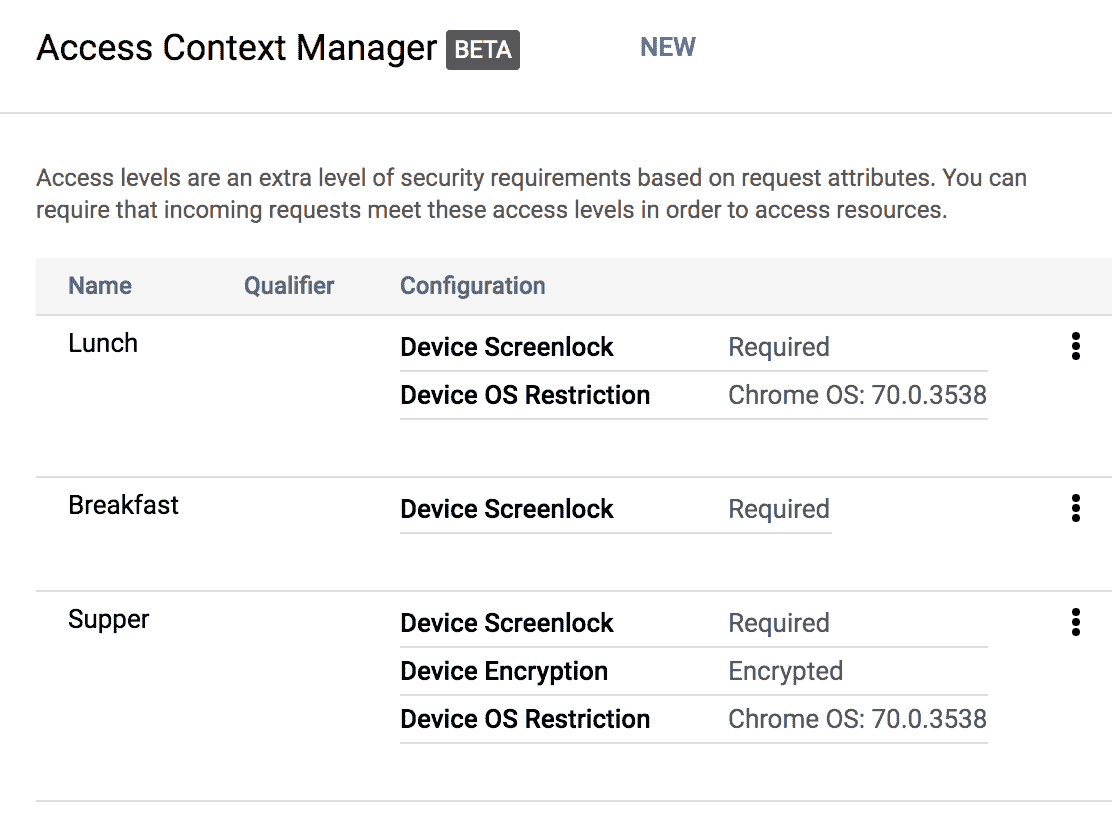 Access Context Manager BETA NEW
Access levels are an extra level of security requirements based on request attributes. You can
require that incoming requests meet these access levels in order to access resources.
Name Qualifier Configuration
Lunch Device Screenlock Required
Device OS Restriction Chrome OS: 70.0.3538
Breakfast Device Screenlock Required
Supper Device Screenlock Required
Device Encryption Encrypted
Device OS Restriction Chrome OS: 70.0.3538